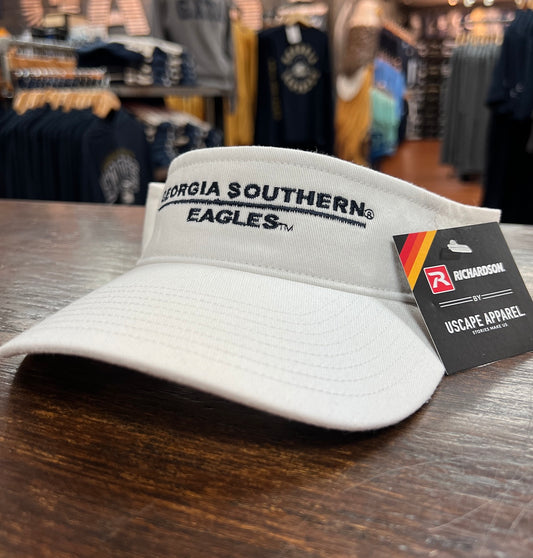 GEORGIA SOUTHERN®
EAGLES™
R RICHARDSON
BY
USCAPE APPAREL
STORIES MAKE US.